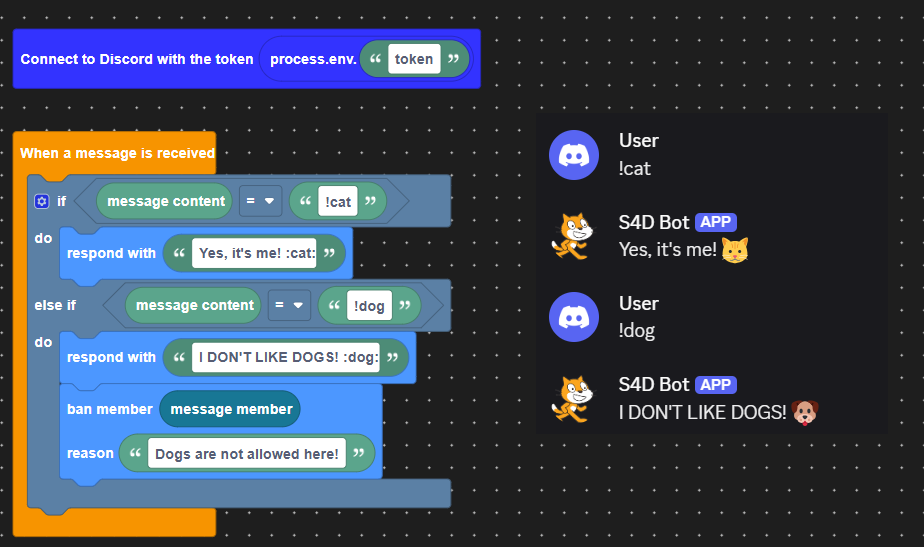 Connect to Discord with the token process.env. “ token ”
When a message is received
if message content = “ !cat ”
do
respond with “ Yes, it's me! :cat: ”
else if message content = “ !dog ”
do
respond with “ I DON'T LIKE DOGS! :dog: ”
ban member message member
reason “ Dogs are not allowed here! ”
User
!cat
S4D Bot APP
Yes, it's me! 🐱
User
!dog
S4D Bot APP
I DON'T LIKE DOGS! 🐶